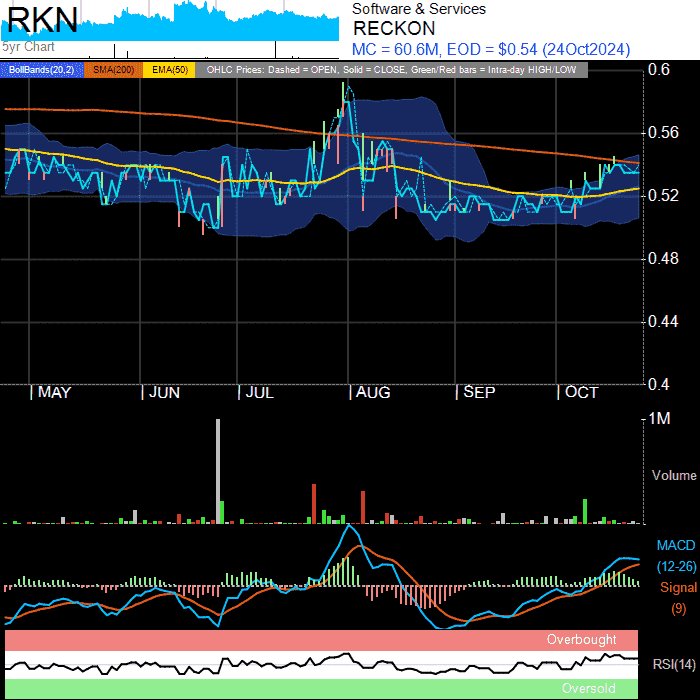 RKN
Software & Services
RECKON
5yr Chart
MC = 60.6M, EOD = $0.54 (24Oct2024)
BollBands(20,2) SMA(200) EMA(50) OHLC Prices: Dashed = OPEN, Solid = CLOSE, Green/Red bars = Intra-day HIGH/LOW
0.6
0.56
0.52
0.48
0.44
0.4
MAY JUN JUL AUG SEP OCT
1M
Volume
MACD
(12-26)
Signal
(9)
Overbought
RSI(14)
Oversold